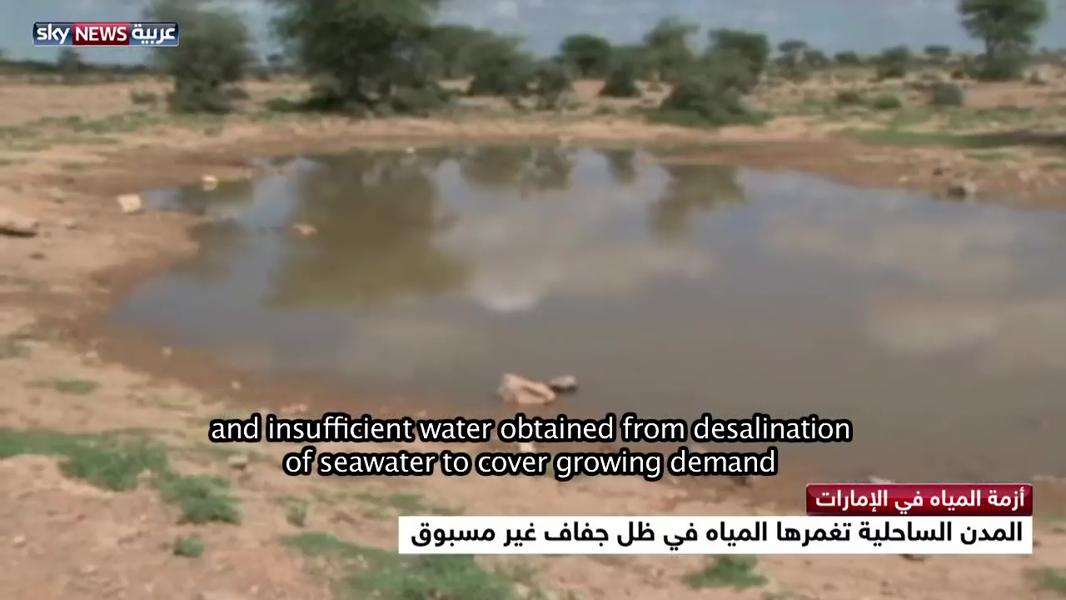 sky NEWS عربية
and insufficient water obtained from desalination
of seawater to cover growing demand
أزمة المياه في الإمارات
المدن الساحلية تغمرها المياه في ظل جفاف غير مسبوق